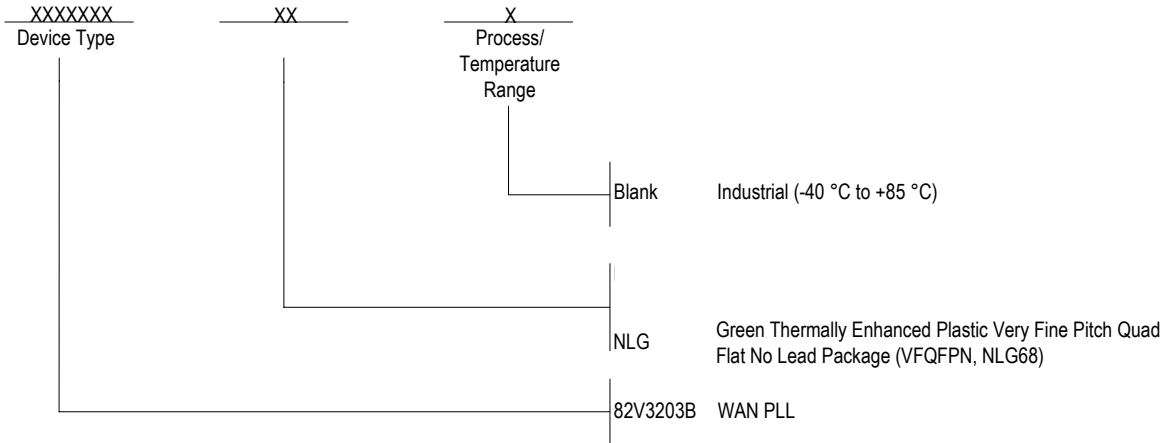 XXXXXXX XX X
Device Type
Process/
Temperature
Range
Blank Industrial (-40 °C to +85 °C)
NLG Green Thermally Enhanced Plastic Very Fine Pitch Quad
Flat No Lead Package (VFQFPN, NLG68)
82V3203B WAN PLL